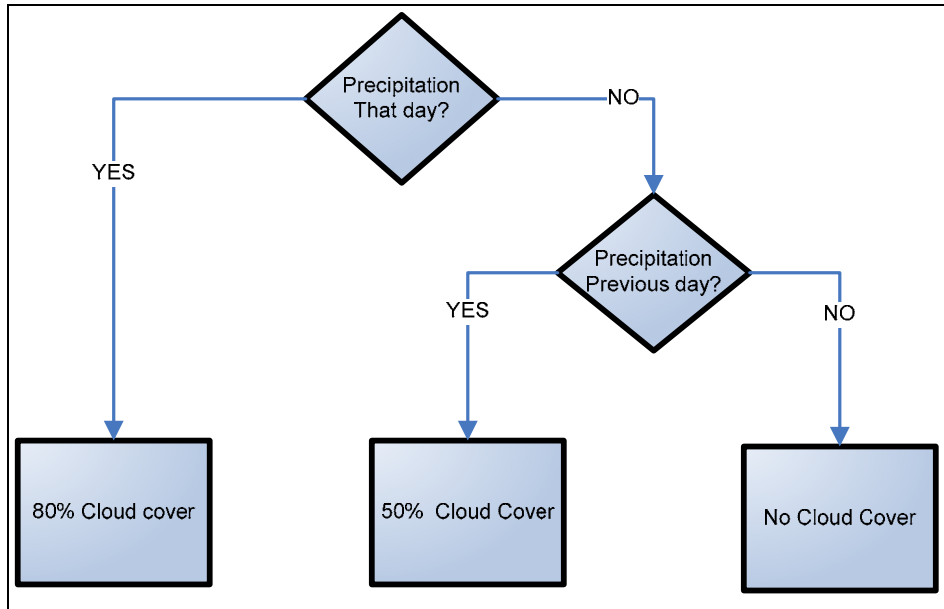 Precipitation
That day?
NO
YES
Precipitation
Previous day?
YES
NO
80% Cloud cover
50% Cloud Cover
No Cloud Cover